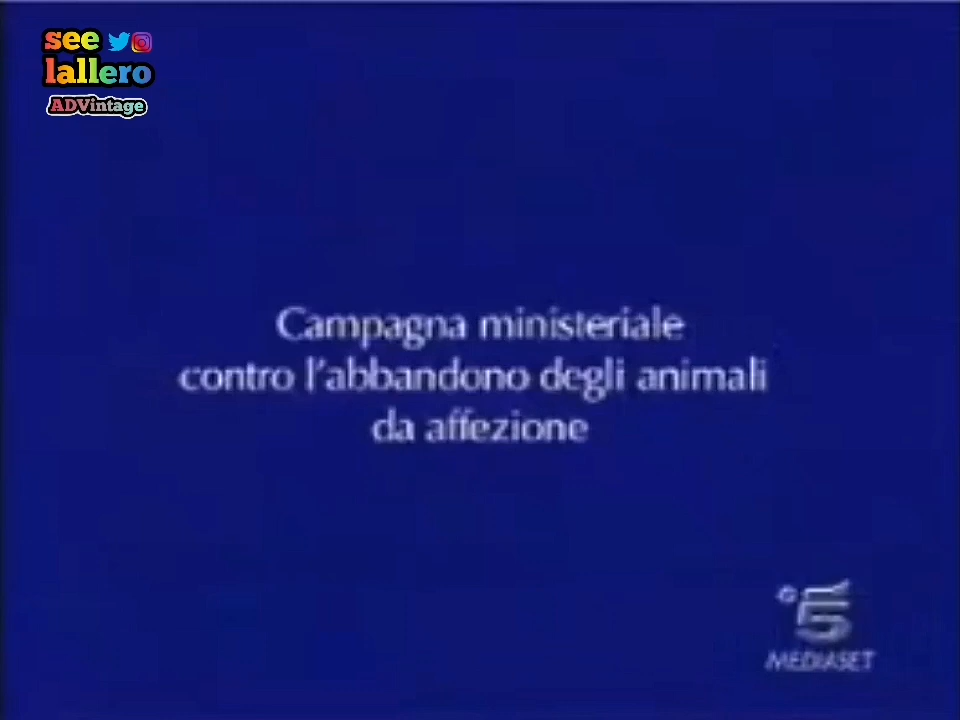 see
lallero
ADVintage
Campagna ministeriale
contro l'abbandono degli animali
da affezione
5
MEDIASET